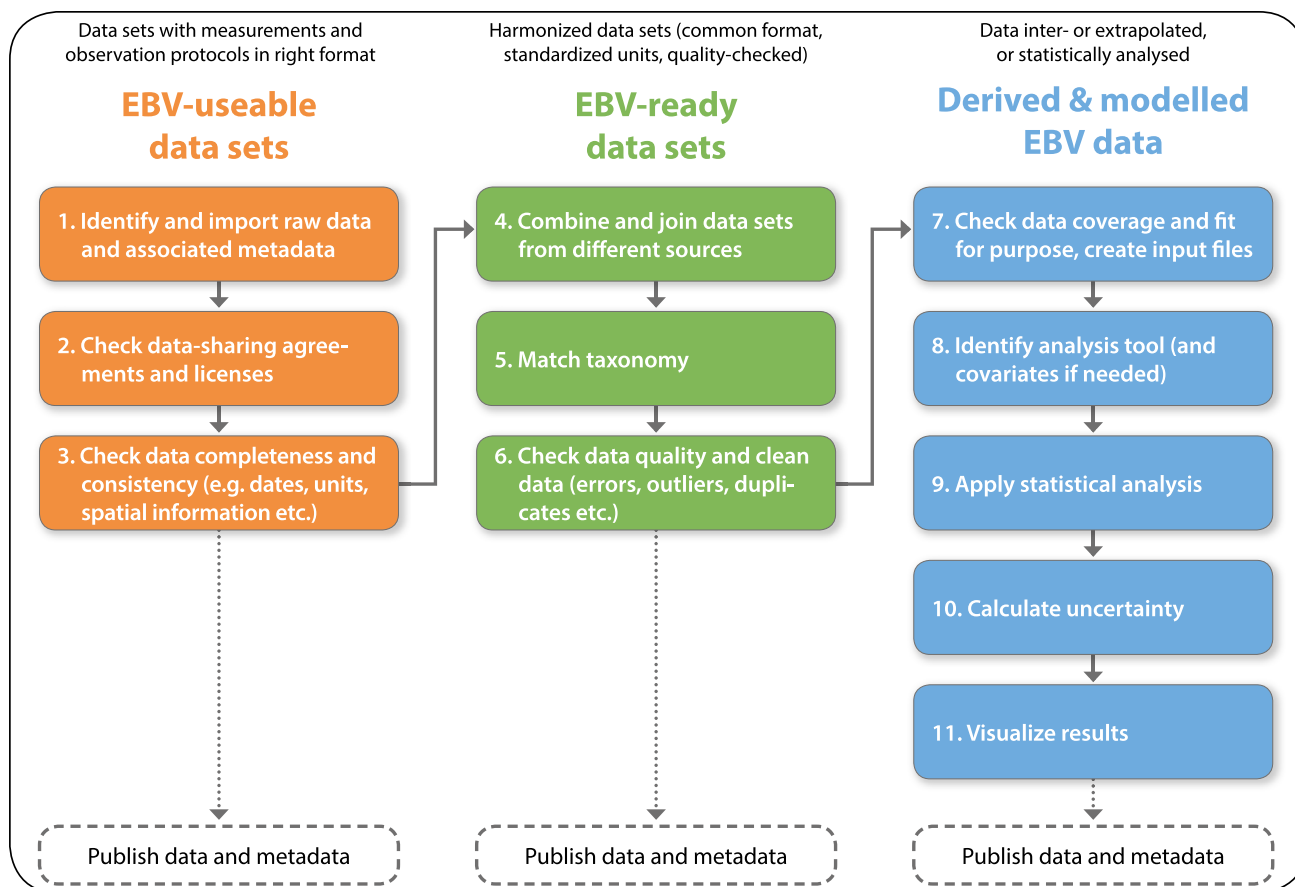 Data sets with measurements and
observation protocols in right format
EBV-useable
data sets
1. Identify and import raw data
and associated metadata
2. Check data-sharing agree-
ments and licenses
3. Check data completeness and
consistency (e.g. dates, units,
spatial information etc.)
Publish data and metadata
Harmonized data sets (common format,
standardized units, quality-checked)
EBV-ready
data sets
4. Combine and join data sets
from different sources
5. Match taxonomy
6. Check data quality and clean
data (errors, outliers, dupli-
cates etc.)
Publish data and metadata
Data inter- or extrapolated,
or statistically analysed
Derived & modelled
EBV data
7. Check data coverage and fit
for purpose, create input files
8. Identify analysis tool (and
covariates if needed)
9. Apply statistical analysis
10. Calculate uncertainty
11. Visualize results
Publish data and metadata